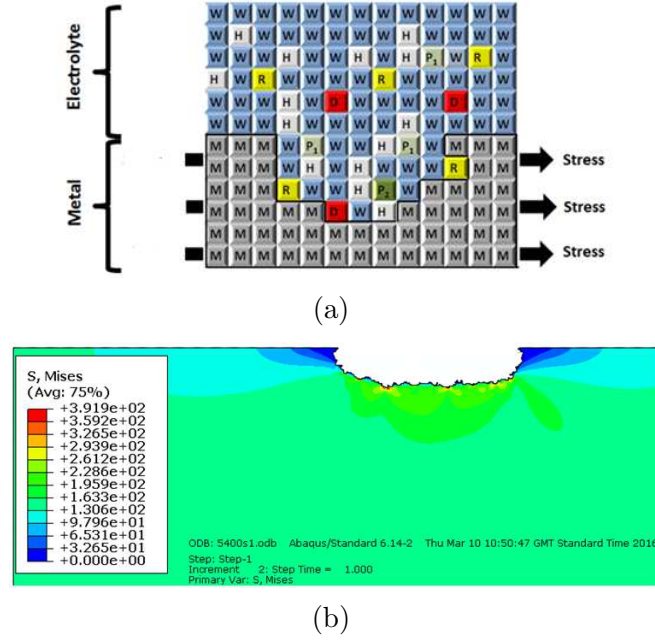 Electrolyte
W W W W W W W W W W W W W
W H W W W W W W H W W W W
W W W H W W H W H P₁ W R W
H W R W W W W R W W W W W
W W W H W D W W W W D W W
W W W H W W W W H W W W W
Metal
M M M W P₁ W W H P₁ W M M M
M M M W H W H W W W R M M Stress
M M M R W W H P₂ W M M M M
M M M M M D W H M M M M M Stress
M M M M M M M M M M M M M
M M M M M M M M M M M M M Stress
(a)
S, Mises
(Avg: 75%)
+3.919e+02
+3.592e+02
+3.265e+02
+2.939e+02
+2.612e+02
+2.286e+02
+1.959e+02
+1.633e+02
+1.306e+02
+9.796e+01
+6.531e+01
+3.265e+01
+0.000e+00
ODB: 5400s1.odb Abaqus/Standard 6.14-2 Thu Mar 10 10:50:47 GMT Standard Time 2016
Step: Step-1
Increment 2: Step Time = 1.000
Primary Var: S, Mises
(b)